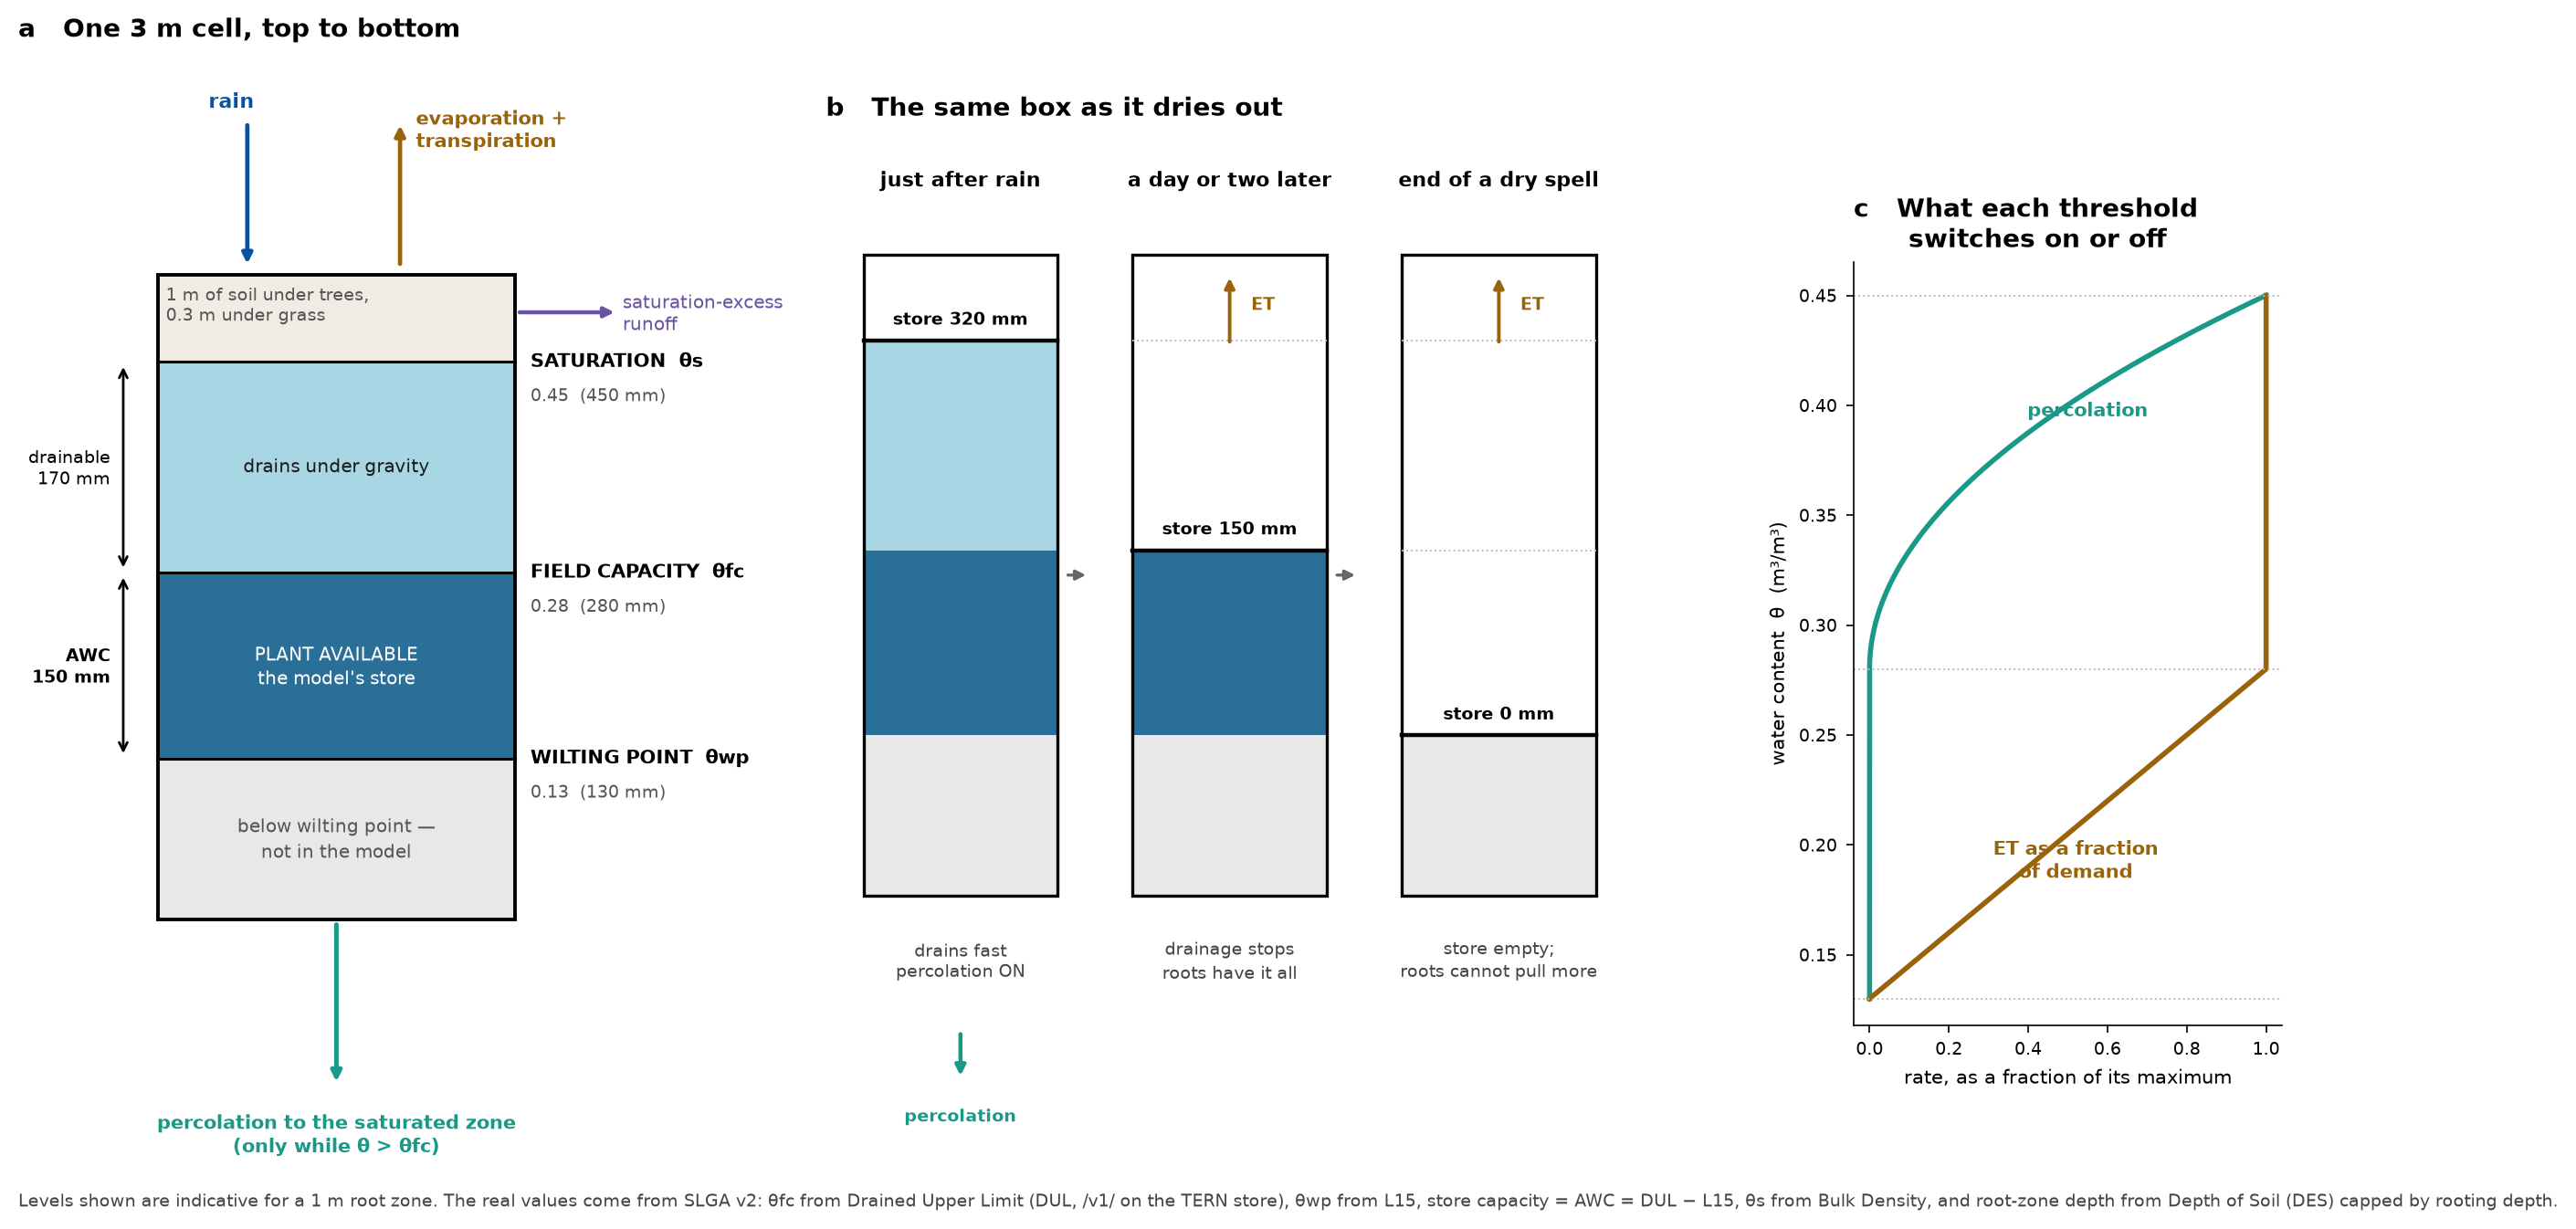 a One 3 m cell, top to bottom
rain
evaporation +
transpiration
1 m of soil under trees,
0.3 m under grass
saturation-excess
runoff
SATURATION θs
0.45 (450 mm)
drainable
170 mm
drains under gravity
FIELD CAPACITY θfc
0.28 (280 mm)
AWC
150 mm
PLANT AVAILABLE
the model's store
WILTING POINT θwp
0.13 (130 mm)
below wilting point —
not in the model
percolation to the saturated zone
(only while θ > θfc)
b The same box as it dries out
just after rain
store 320 mm
drains fast
percolation ON
percolation
a day or two later
ET
store 150 mm
drainage stops
roots have it all
end of a dry spell
ET
store 0 mm
store empty;
roots cannot pull more
c What each threshold
switches on or off
0.45
0.40
0.35
0.30
0.25
0.20
0.15
water content θ (m³/m³)
percolation
ET as a fraction
of demand
0.0 0.2 0.4 0.6 0.8 1.0
rate, as a fraction of its maximum
Levels shown are indicative for a 1 m root zone. The real values come from SLGA v2: θfc from Drained Upper Limit (DUL, /v1/ on the TERN store), θwp from L15, store capacity = AWC = DUL − L15, θs from Bulk Density, and root-zone depth from Depth of Soil (DES) capped by rooting depth.